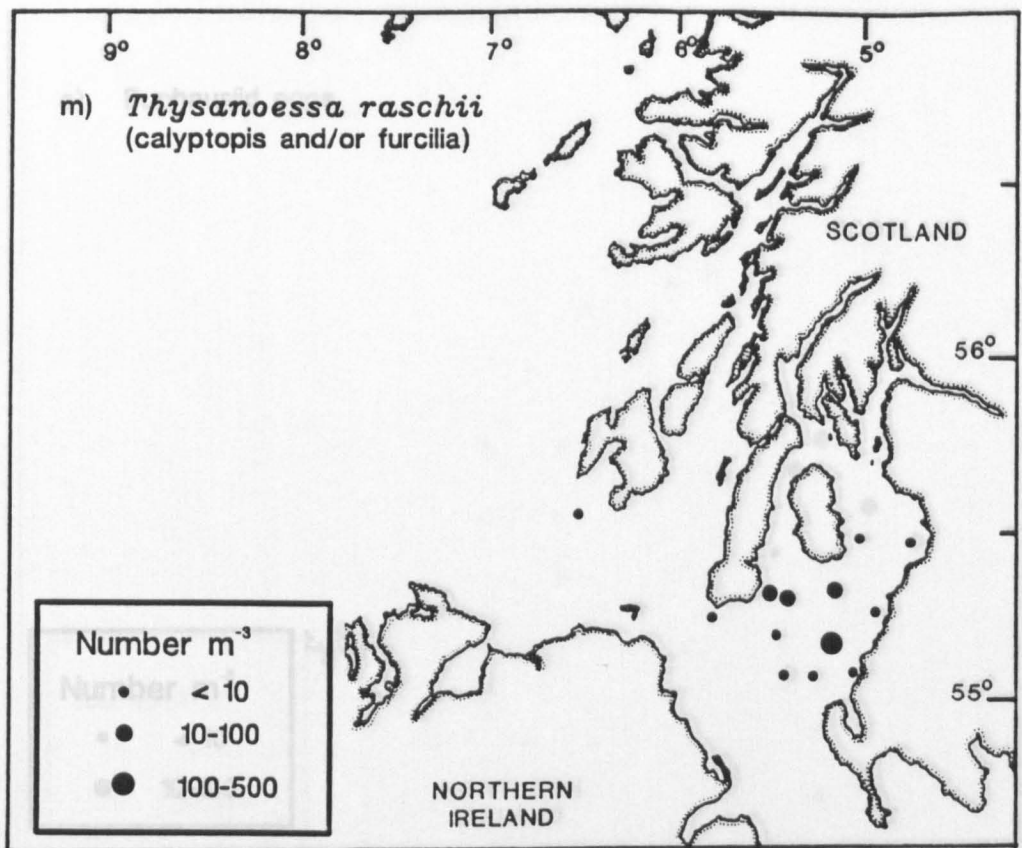 9° 8° 7° 6° 5°
m) Thysanoessa raschii
(calyptopis and/or furcilia)
SCOTLAND
56°
Number m⁻³
< 10
10-100
100-500
55°
NORTHERN
IRELAND